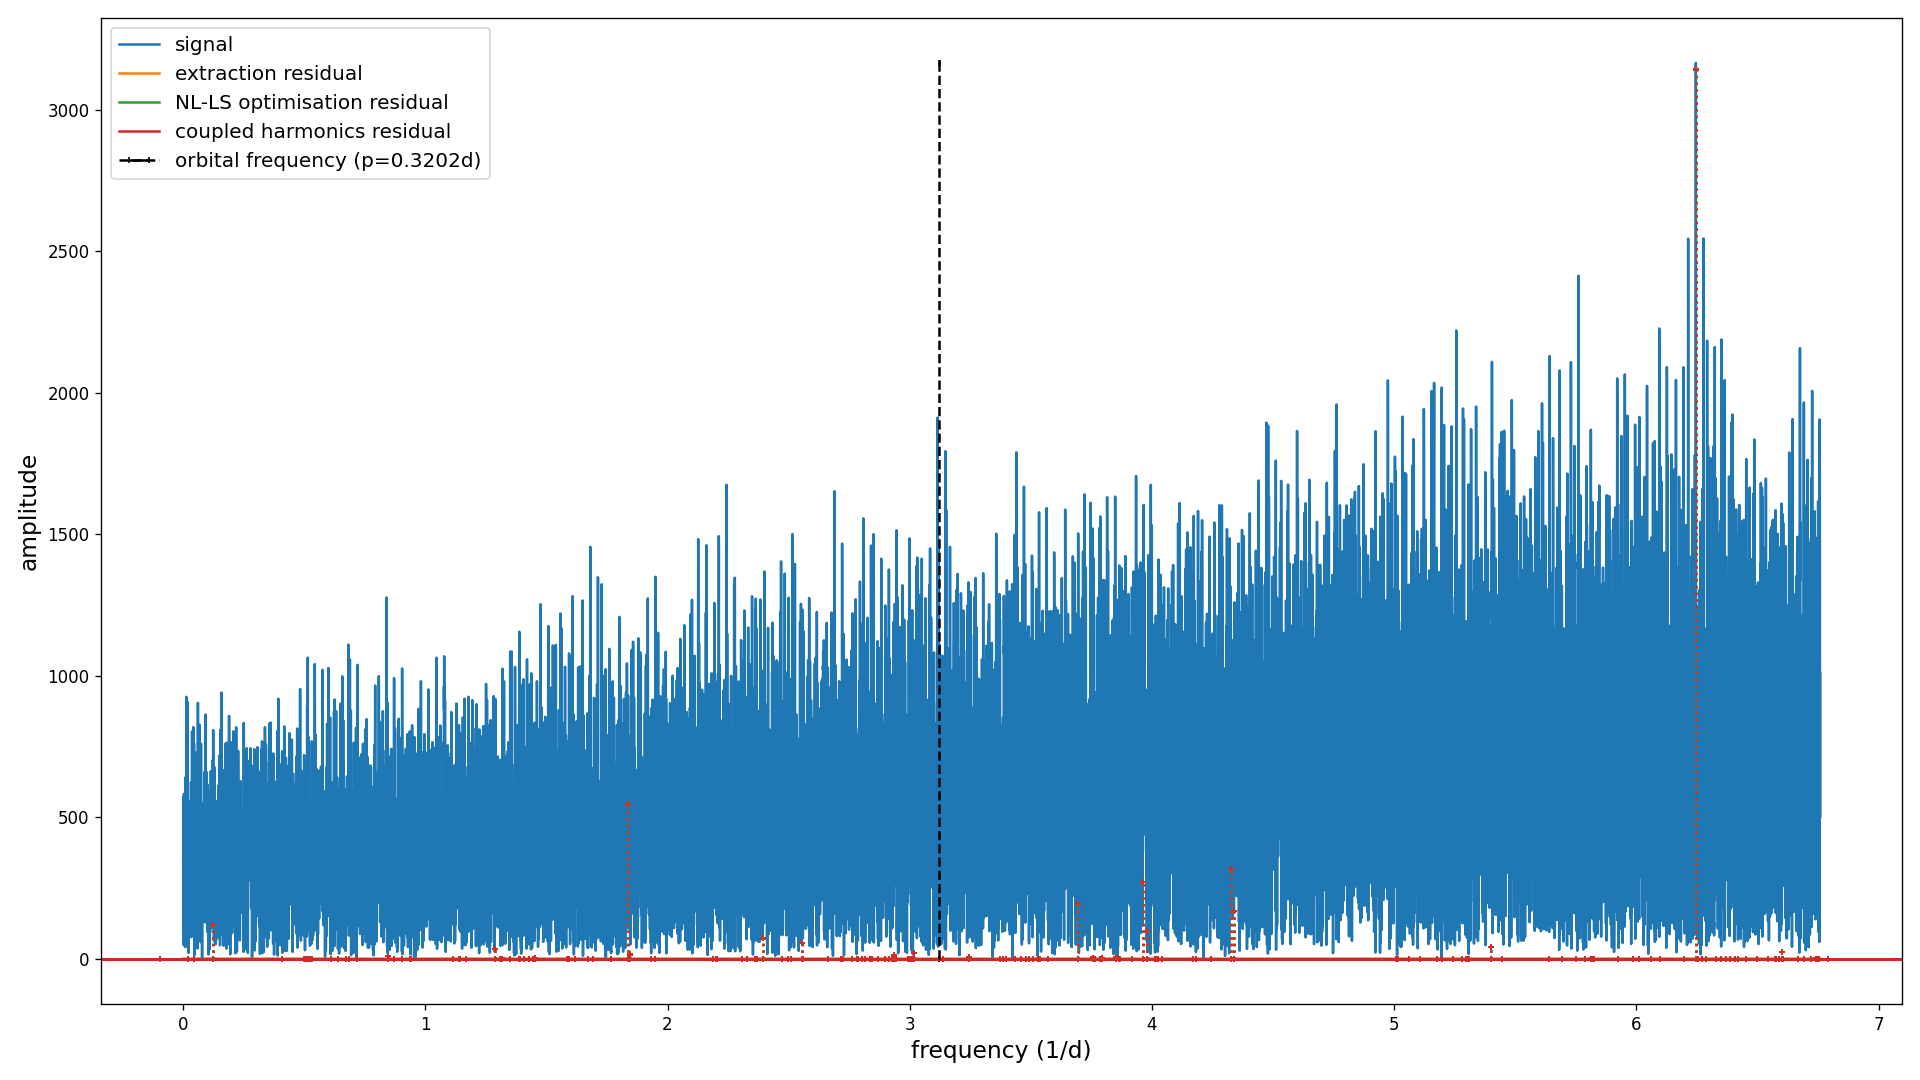 signal
extraction residual
NL-LS optimisation residual
coupled harmonics residual
orbital frequency (p=0.3202d)
3000
2500
2000
1500
1000
500
0
amplitude
0 1 2 3 4 5 6 7
frequency (1/d)